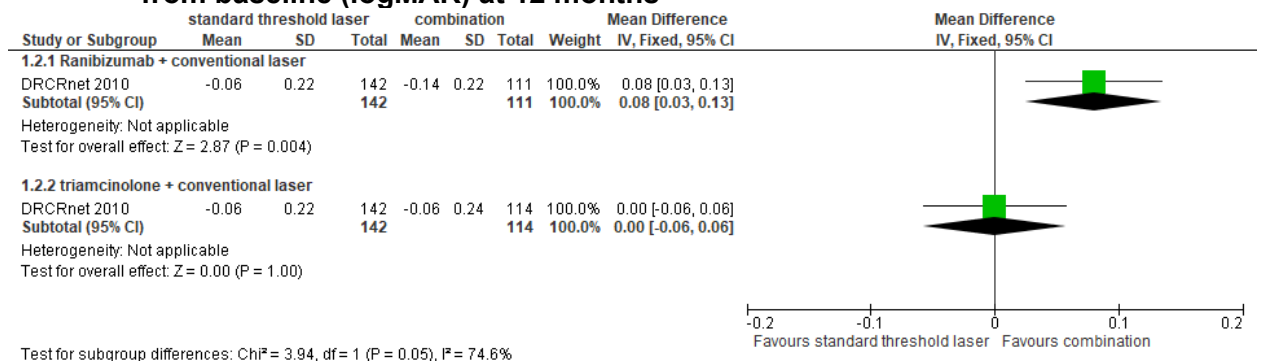 from baseline (logMAR) at 12 months
standard threshold laser combination Mean Difference Mean Difference
Study or Subgroup Mean SD Total Mean SD Total Weight IV, Fixed, 95% CI IV, Fixed, 95% CI
1.2.1 Ranibizumab + conventional laser
DRCRnet 2010 -0.06 0.22 142 -0.14 0.22 111 100.0% 0.08 [0.03, 0.13]
Subtotal (95% CI) 142 111 100.0% 0.08 [0.03, 0.13]
Heterogeneity: Not applicable
Test for overall effect: Z = 2.87 (P = 0.004)
1.2.2 triamcinolone + conventional laser
DRCRnet 2010 -0.06 0.22 142 -0.06 0.24 114 100.0% 0.00 [-0.06, 0.06]
Subtotal (95% CI) 142 114 100.0% 0.00 [-0.06, 0.06]
Heterogeneity: Not applicable
Test for overall effect: Z = 0.00 (P = 1.00)
-0.2 -0.1 0 0.1 0.2
Favours standard threshold laser Favours combination
Test for subgroup differences: Chi² = 3.94, df = 1 (P = 0.05), I² = 74.6%